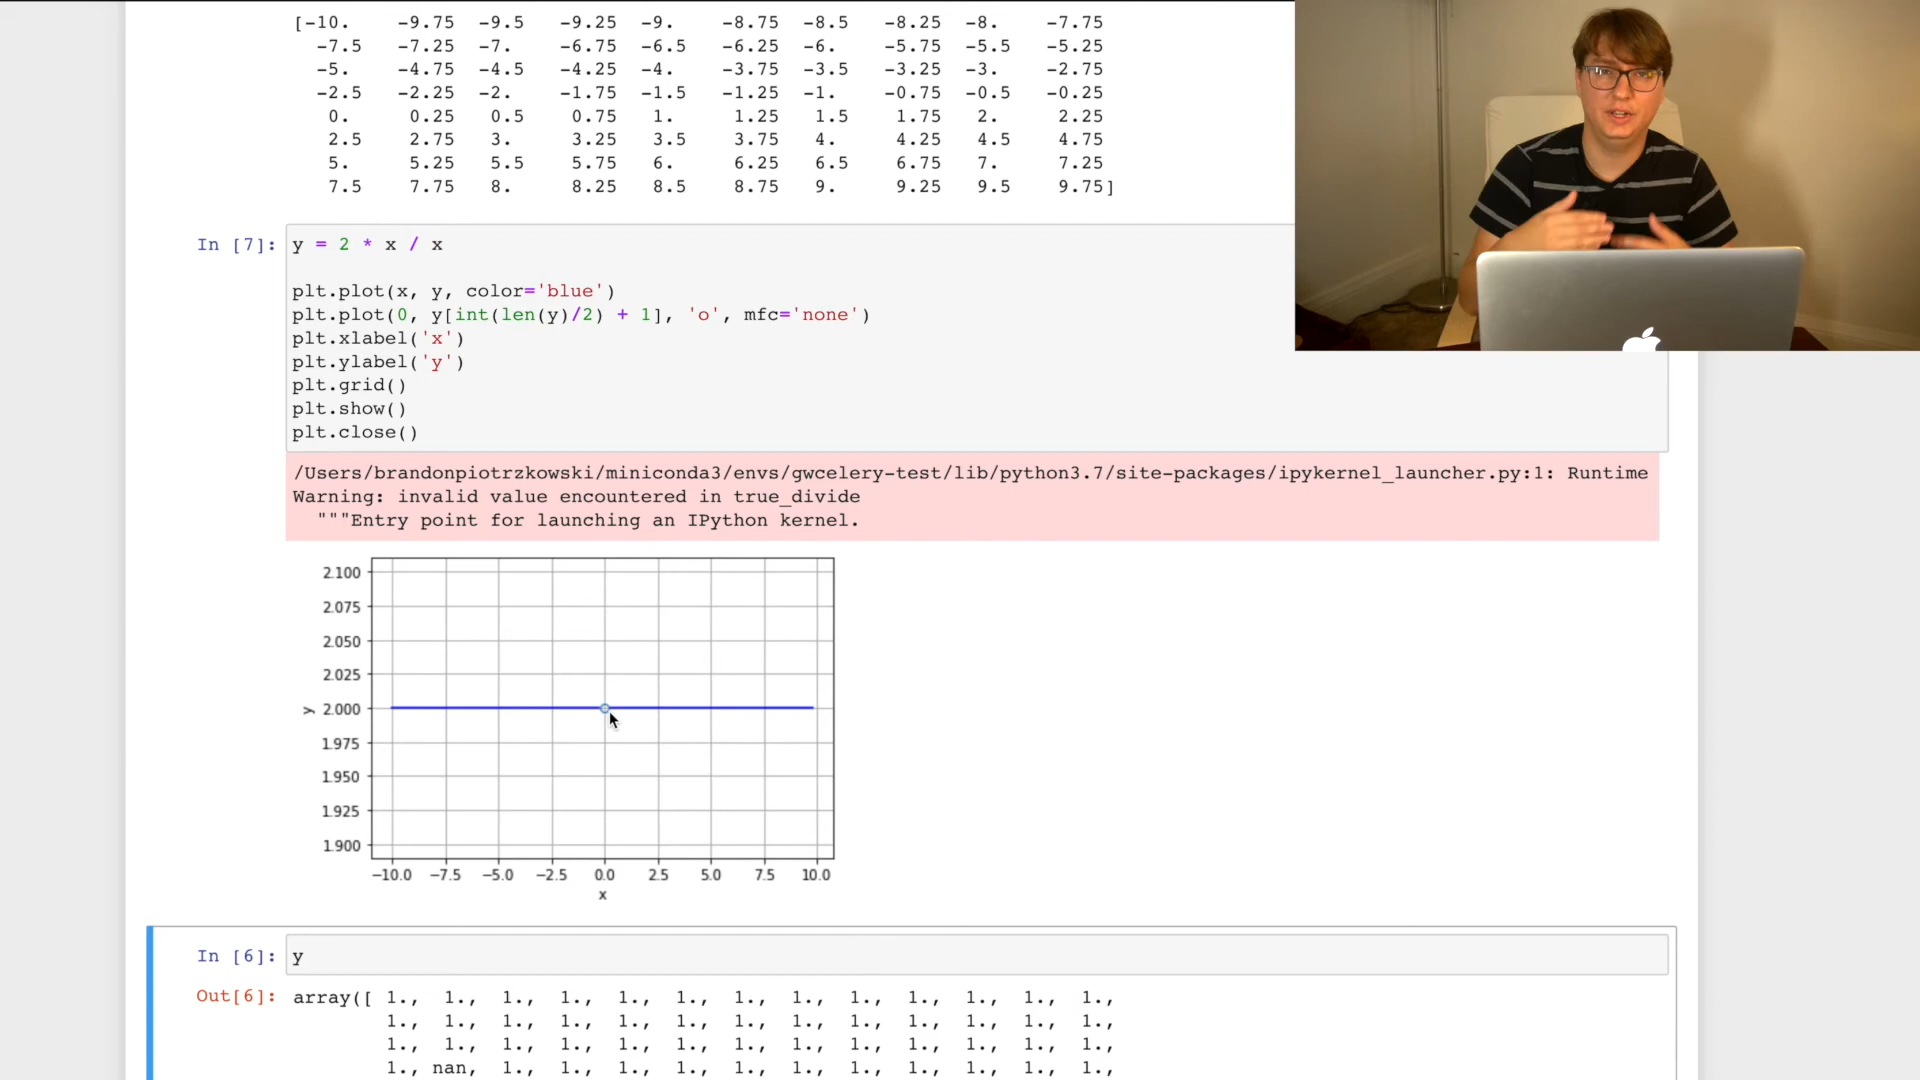 [-10. -9.75 -9.5 -9.25 -9. -8.75 -8.5 -8.25 -8. -7.75
-7.5 -7.25 -7. -6.75 -6.5 -6.25 -6. -5.75 -5.5 -5.25
-5. -4.75 -4.5 -4.25 -4. -3.75 -3.5 -3.25 -3. -2.75
-2.5 -2.25 -2. -1.75 -1.5 -1.25 -1. -0.75 -0.5 -0.25
0. 0.25 0.5 0.75 1. 1.25 1.5 1.75 2. 2.25
2.5 2.75 3. 3.25 3.5 3.75 4. 4.25 4.5 4.75
5. 5.25 5.5 5.75 6. 6.25 6.5 6.75 7. 7.25
7.5 7.75 8. 8.25 8.5 8.75 9. 9.25 9.5 9.75]
In [7]: y = 2 * x / x
plt.plot(x, y, color='blue')
plt.plot(0, y[int(len(y)/2) + 1], 'o', mfc='none')
plt.xlabel('x')
plt.ylabel('y')
plt.grid()
plt.show()
plt.close()
/Users/brandonpiotrzkowski/miniconda3/envs/gwcelery-test/lib/python3.7/site-packages/ipykernel_launcher.py:1: Runtime
Warning: invalid value encountered in true_divide
"""Entry point for launching an IPython kernel.
2.100
2.075
2.050
2.025
y 2.000
1.975
1.950
1.925
1.900
−10.0 −7.5 −5.0 −2.5 0.0 2.5 5.0 7.5 10.0
x
In [6]: y
Out[6]: array([ 1., 1., 1., 1., 1., 1., 1., 1., 1., 1., 1., 1., 1.,
1., 1., 1., 1., 1., 1., 1., 1., 1., 1., 1., 1., 1.,
1., 1., 1., 1., 1., 1., 1., 1., 1., 1., 1., 1., 1.,
1., nan, 1., 1., 1., 1., 1., 1., 1., 1., 1., 1., 1.,